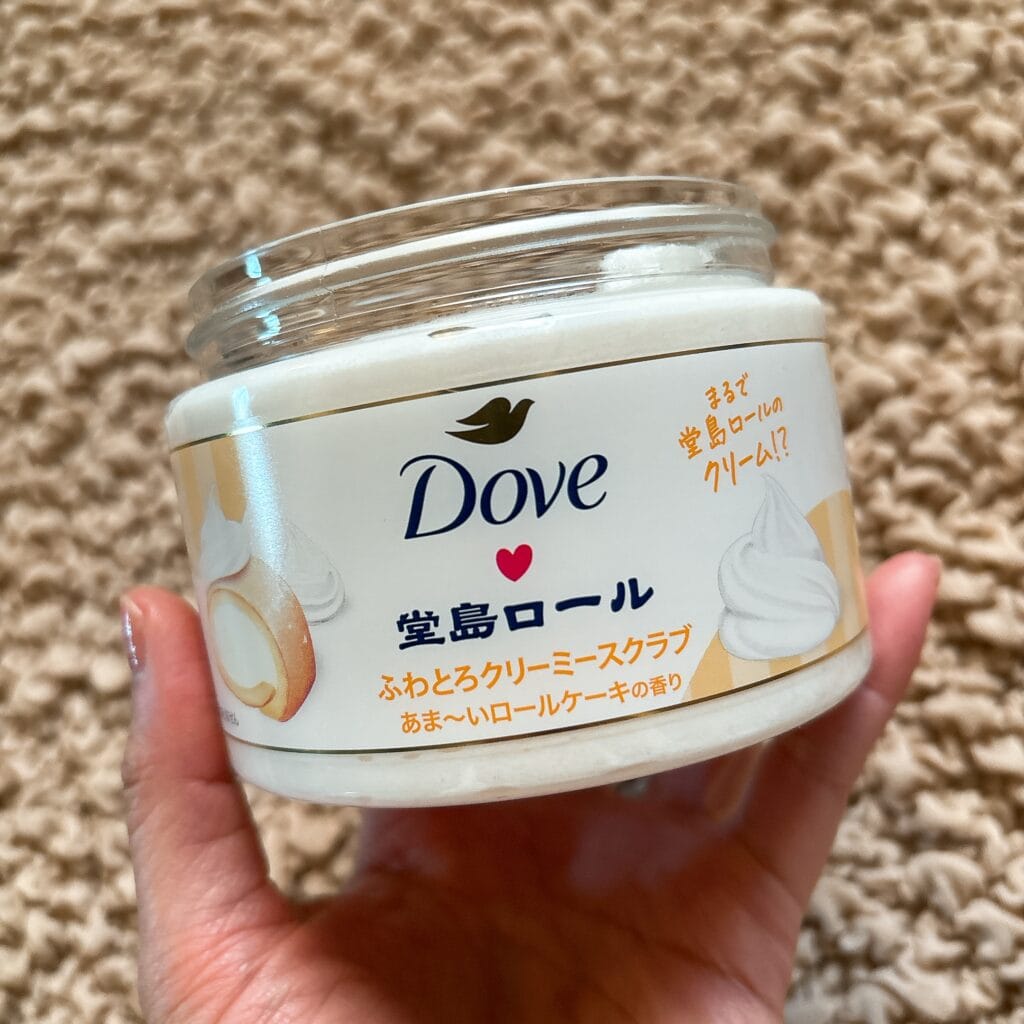 Dove
堂島ロール
ふわとろクリーミースクラブ
あま〜いロールケーキの香り
まるで
堂島ロールの
クリーム!?